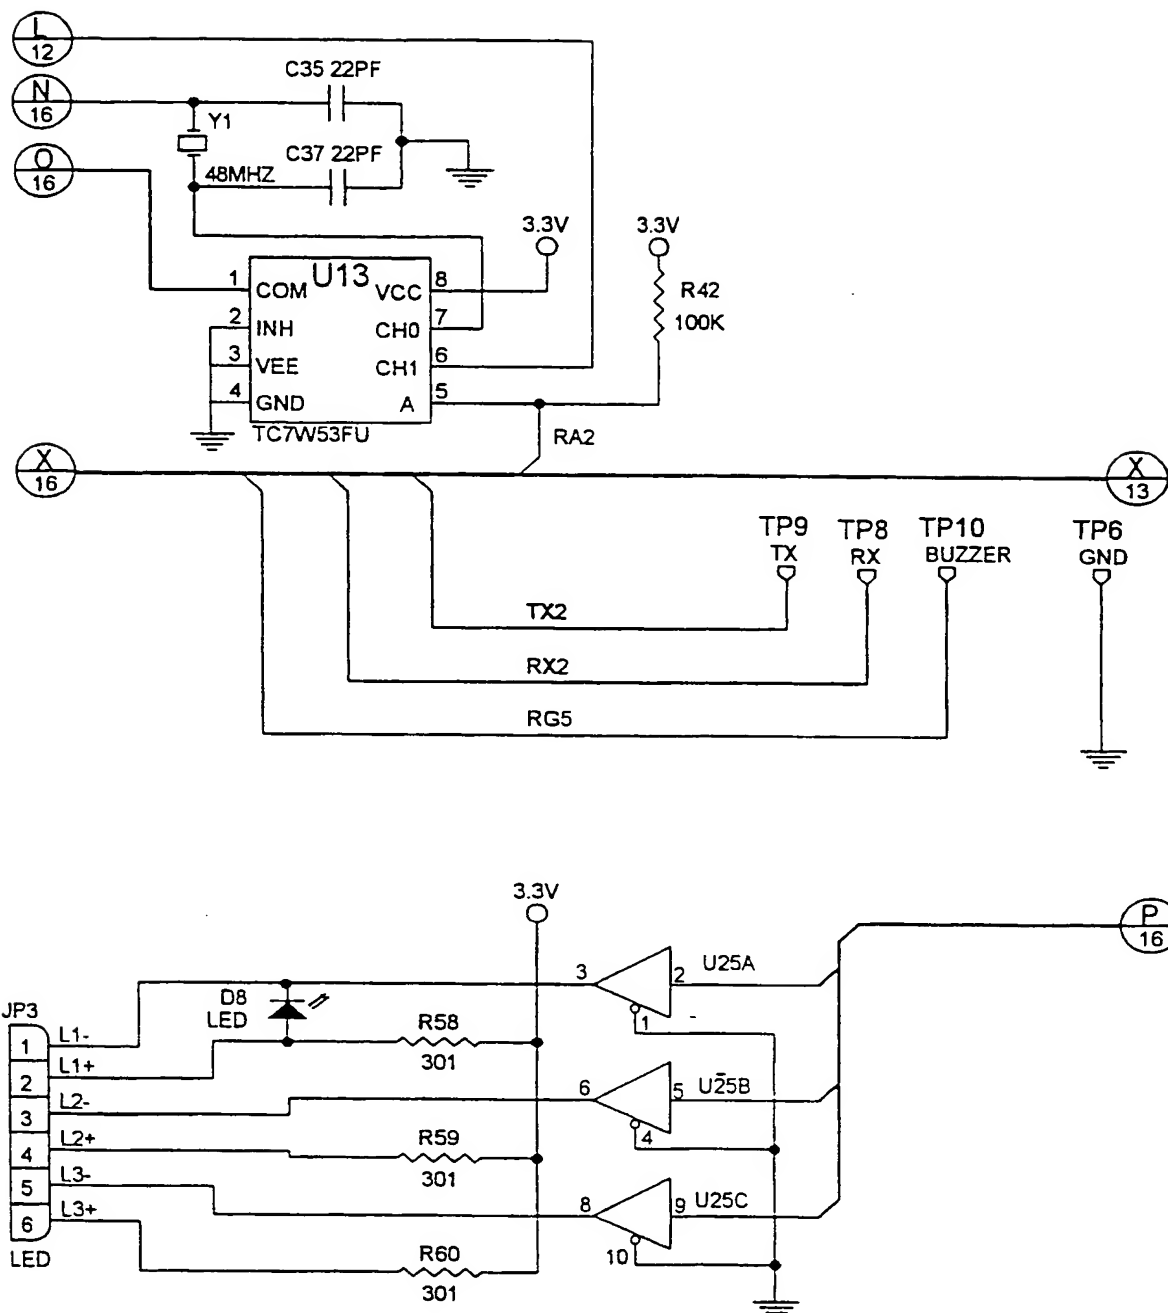 L
12
C35 22PF
N
16
Y1
C37 22PF
O
16
48MHZ
3.3V
3.3V
U13
1 COM
VCC 8
R42
100K
2 INH
CH0 7
3 VEE
CH1 6
4 GND
A 5
TC7W53FU
RA2
X
16
X
13
TP9
TX
TP8
RX
TP10
BUZZER
TP6
GND
TX2
RX2
RG5
3.3V
P
16
3
2
U25A
D8
LED
1
JP3
R58
301
1 L1-
2 L1+
3 L2-
4 L2+
5 L3-
6 L3+
LED
6
5
U25B
4
R59
301
8
9
U25C
10
R60
301